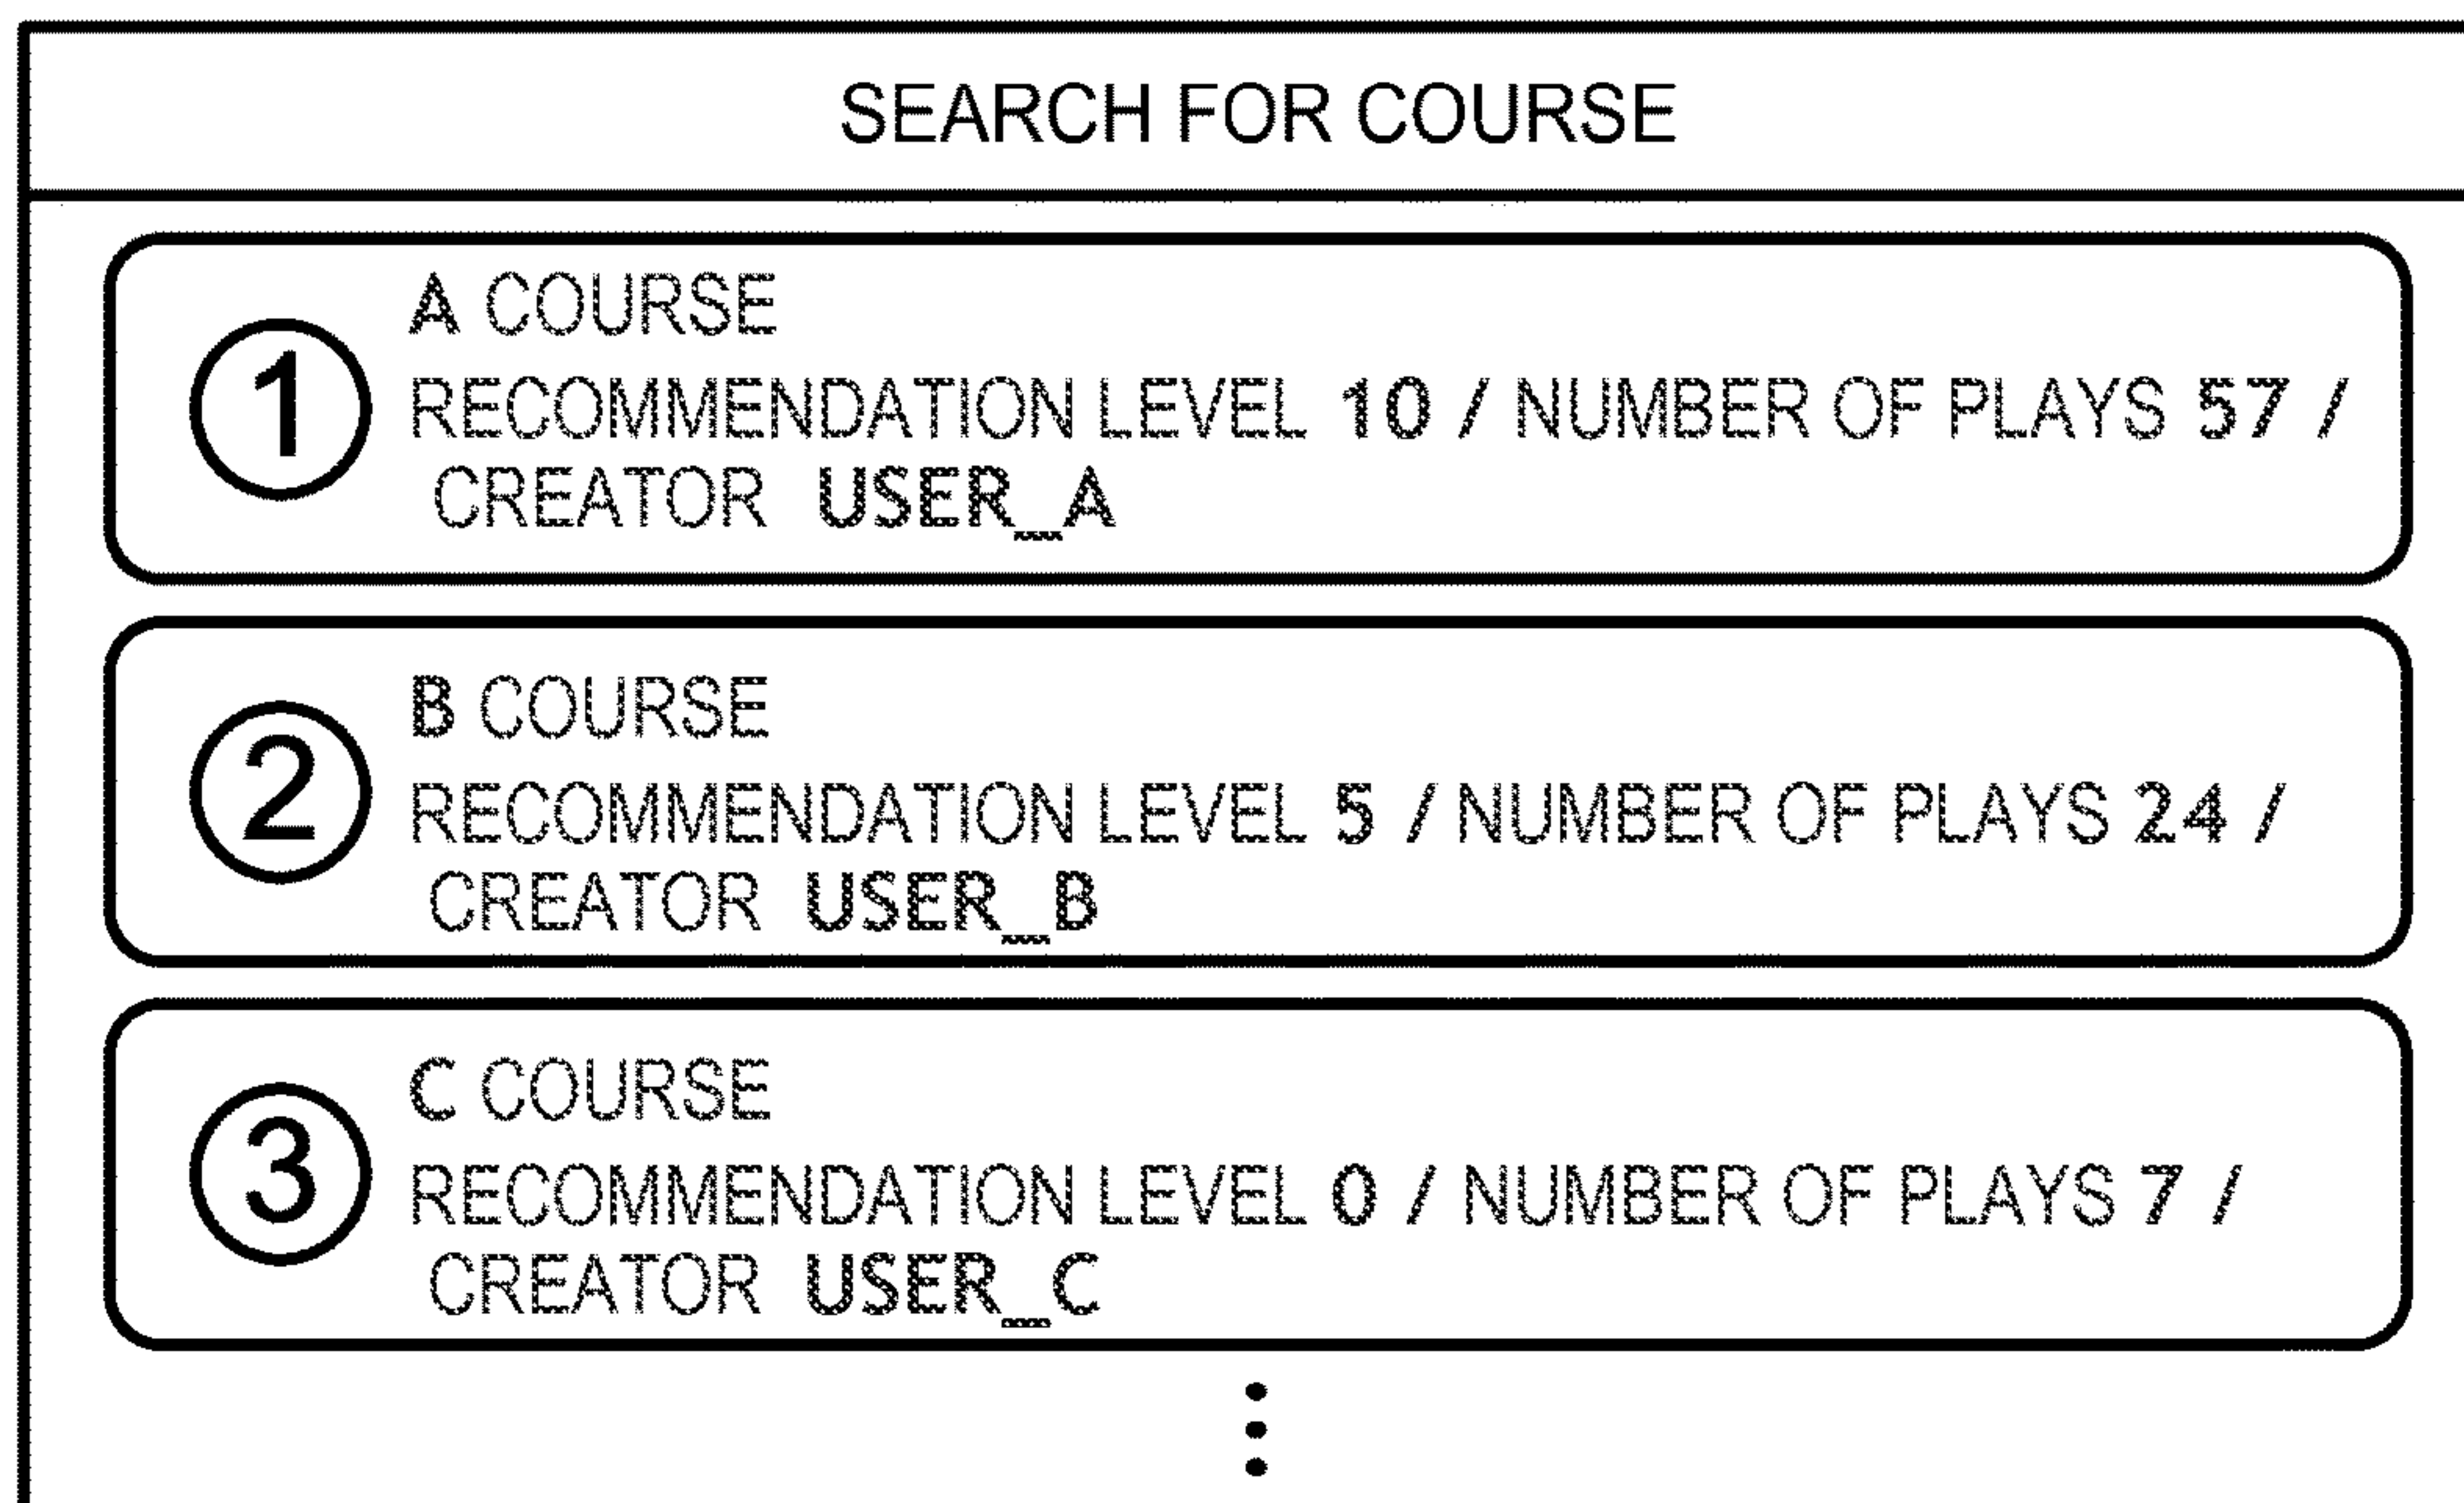 SEARCH FOR COURSE
A COURSE
1
RECOMMENDATION LEVEL 10 / NUMBER OF PLAYS 57 /
CREATOR USER_A
B COURSE
2
RECOMMENDATION LEVEL 5 / NUMBER OF PLAYS 24 /
CREATOR USER_B
C COURSE
3
RECOMMENDATION LEVEL 0 / NUMBER OF PLAYS 7 /
CREATOR USER_C